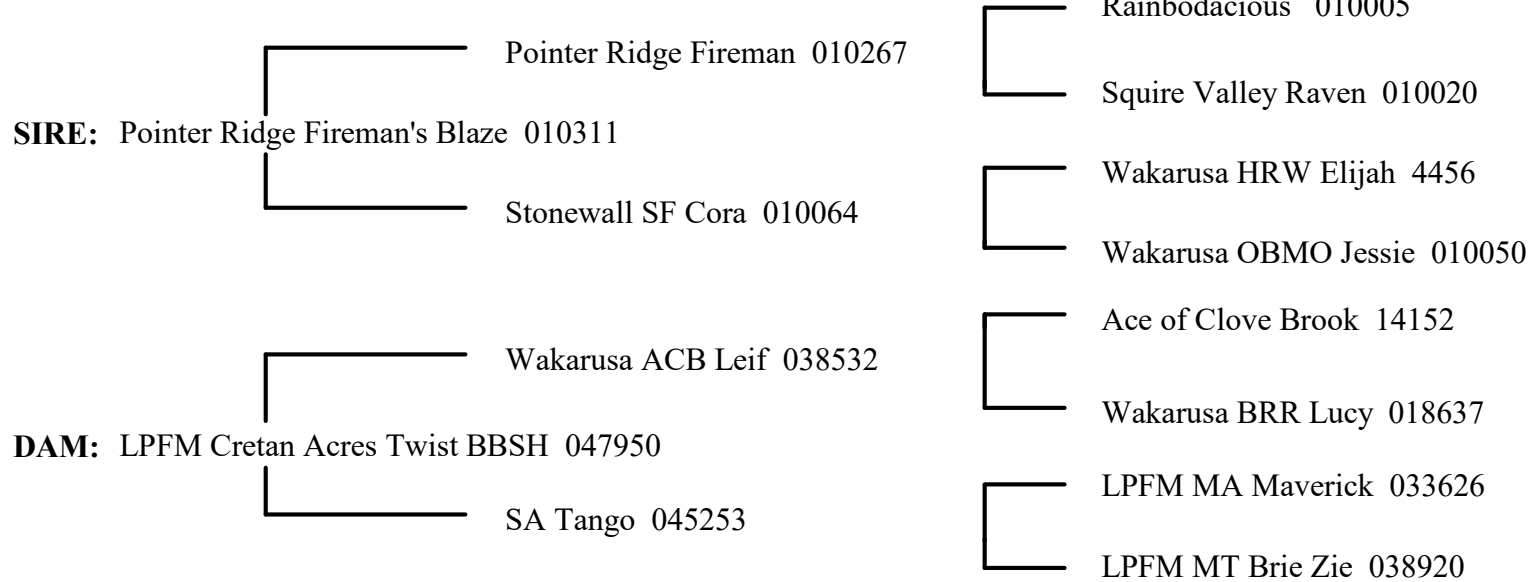 Rainbodacious 010005
Pointer Ridge Fireman 010267
Squire Valley Raven 010020
SIRE: Pointer Ridge Fireman's Blaze 010311
Wakarusa HRW Elijah 4456
Stonewall SF Cora 010064
Wakarusa OBMO Jessie 010050
Ace of Clove Brook 14152
Wakarusa ACB Leif 038532
Wakarusa BRR Lucy 018637
DAM: LPFM Cretan Acres Twist BBSH 047950
LPFM MA Maverick 033626
SA Tango 045253
LPFM MT Brie Zie 038920